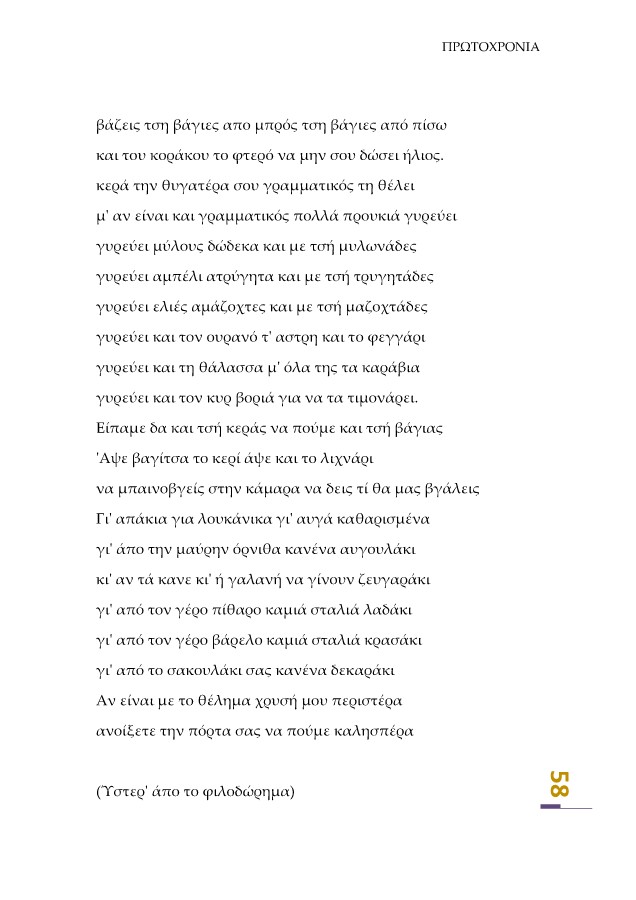 ΠΡΩΤΟΧΡΟΝΙΑ
βάζεις τση βάγιες απο μπρός τση βάγιες από πίσω
και του κοράκου το φτερό να μην σου δώσει ήλιος.
κερά την θυγατέρα σου γραμματικός τη θέλει
μ' αν είναι και γραμματικός πολλά προυκιά γυρεύει
γυρεύει μύλους δώδεκα και με τσή μυλωνάδες
γυρεύει αμπέλι ατρύγητα και με τσή τρυγητάδες
γυρεύει ελιές αμάζοχτες και με τσή μαζοχτάδες
γυρεύει και τον ουρανό τ' αστρη και το φεγγάρι
γυρεύει και τη θάλασσα μ' όλα της τα καράβια
γυρεύει και τον κυρ βοριά για να τα τιμονάρει.
Είπαμε δα και τσή κεράς να πούμε και τσή βάγιας
'Αψε βαγίτσα το κερί άψε και το λιχνάρι
να μπαινοβγείς στην κάμαρα να δεις τί θα μας βγάλεις
Γι' απάκια για λουκάνικα γι' αυγά καθαρισμένα
γι' άπο την μαύρην όρνιθα κανένα αυγουλάκι
κι' αν τά κανε κι' ή γαλανή να γίνουν ζευγαράκι
γι' από τον γέρο πίθαρο καμιά σταλιά λαδάκι
γι' από τον γέρο βάρελο καμιά σταλιά κρασάκι
γι' από το σακουλάκι σας κανένα δεκαράκι
Αν είναι με το θέλημα χρυσή μου περιστέρα
ανοίξετε την πόρτα σας να πούμε καλησπέρα
(Ύστερ' άπο το φιλοδώρημα)
58